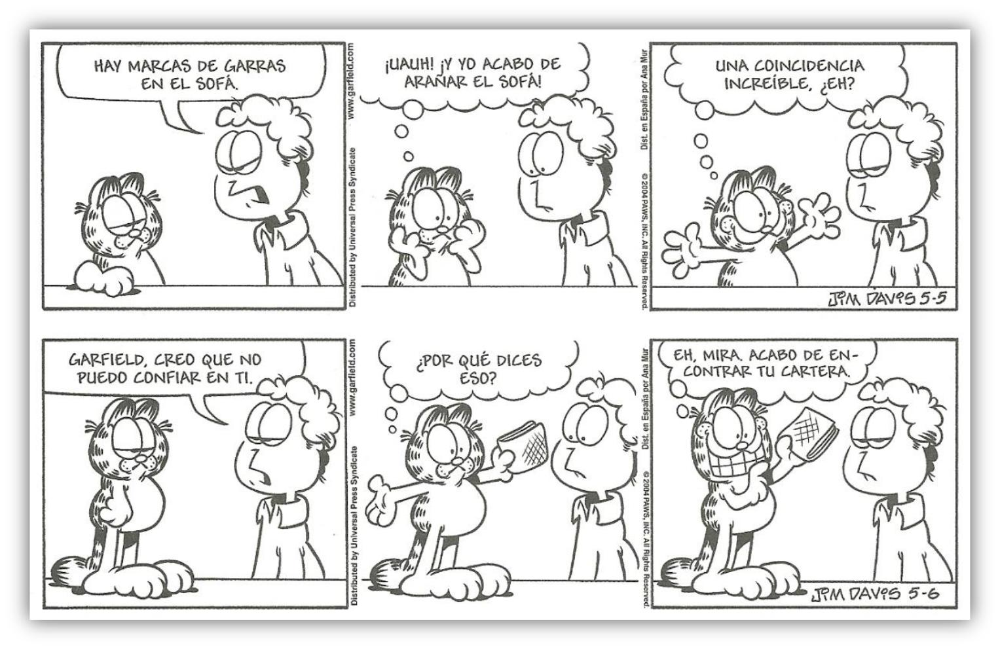 HAY MARCAS DE GARRAS
EN EL SOFÁ.
www.garfield.com
Distributed by Universal Press Syndicate
¡UAUH! ¡Y YO ACABO DE
ARAÑAR EL SOFÁ!
Dist. en España por Ana Mur
© 2004 PAWS, INC. All Rights Reserved.
UNA COINCIDENCIA
INCREÍBLE, ¿EH?
JIM DAVIS 5-5
GARFIELD, CREO QUE NO
PUEDO CONFIAR EN TI.
www.garfield.com
Distributed by Universal Press Syndicate
¿POR QUÉ DICES
ESO?
Dist. en España por Ana Mur
© 2004 PAWS, INC. All Rights Reserved.
EH, MIRA. ACABO DE EN-
CONTRAR TU CARTERA.
JIM DAVIS 5-6